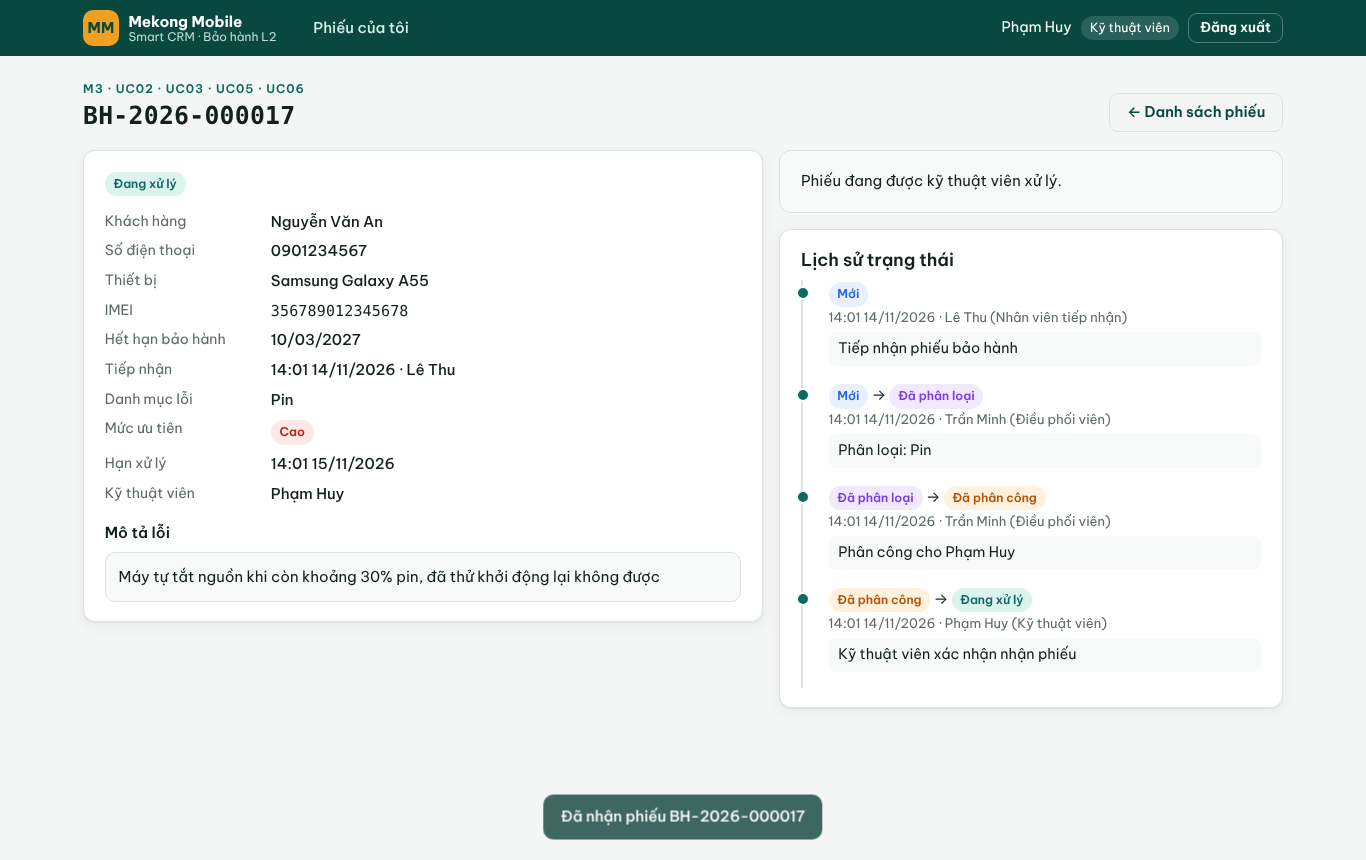 MM
Mekong Mobile
Smart CRM · Bảo hành L2
Phiếu của tôi
Phạm Huy
Kỹ thuật viên
Đăng xuất
M3 · UC02 · UC03 · UC05 · UC06
BH-2026-000017
← Danh sách phiếu
Đang xử lý
Khách hàng Nguyễn Văn An
Số điện thoại 0901234567
Thiết bị Samsung Galaxy A55
IMEI 356789012345678
Hết hạn bảo hành 10/03/2027
Tiếp nhận 14:01 14/11/2026 · Lê Thu
Danh mục lỗi Pin
Mức ưu tiên Cao
Hạn xử lý 14:01 15/11/2026
Kỹ thuật viên Phạm Huy
Mô tả lỗi
Máy tự tắt nguồn khi còn khoảng 30% pin, đã thử khởi động lại không được
Phiếu đang được kỹ thuật viên xử lý.
Lịch sử trạng thái
Mới
14:01 14/11/2026 · Lê Thu (Nhân viên tiếp nhận)
Tiếp nhận phiếu bảo hành
Mới → Đã phân loại
14:01 14/11/2026 · Trần Minh (Điều phối viên)
Phân loại: Pin
Đã phân loại → Đã phân công
14:01 14/11/2026 · Trần Minh (Điều phối viên)
Phân công cho Phạm Huy
Đã phân công → Đang xử lý
14:01 14/11/2026 · Phạm Huy (Kỹ thuật viên)
Kỹ thuật viên xác nhận nhận phiếu
Đã nhận phiếu BH-2026-000017